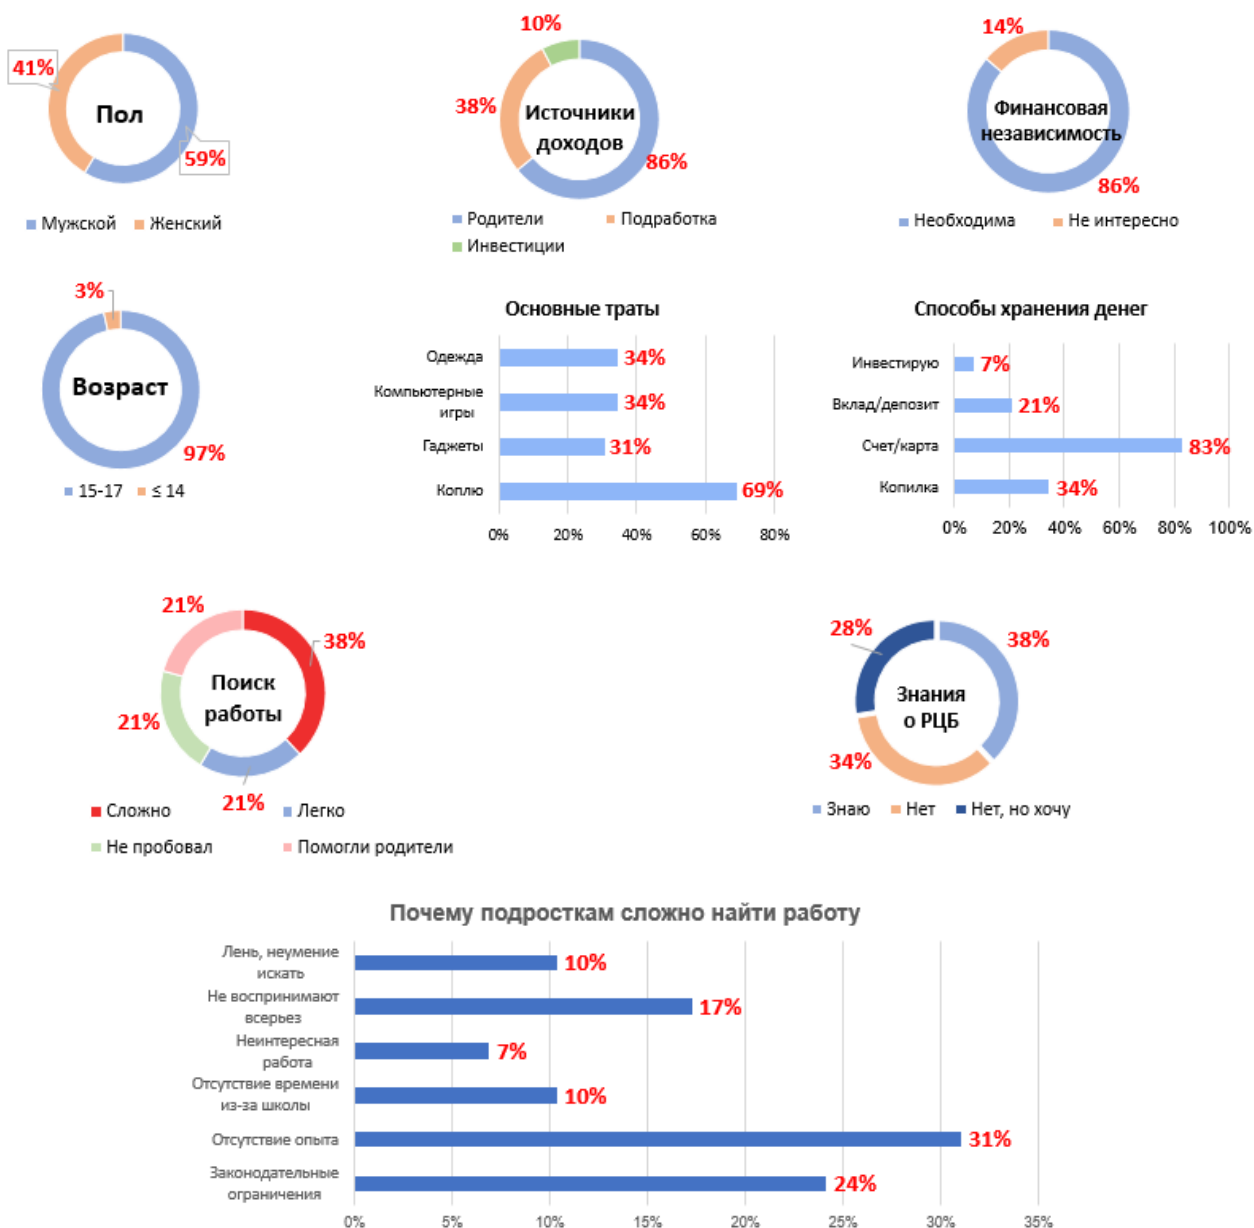 41%
Пол
59%
Мужской Женский
10%
38%
Источники
доходов
86%
Родители Подработка
Инвестиции
14%
Финансовая
независимость
86%
Необходима Не интересно
3%
Возраст
97%
15-17 ≤ 14
Основные траты
Одежда 34%
Компьютерные
игры
34%
Гаджеты 31%
Коплю 69%
0% 20% 40% 60% 80%
Способы хранения денег
Инвестирую 7%
Вклад/депозит 21%
Счет/карта 83%
Копилка 34%
0% 20% 40% 60% 80% 100%
21%
38%
Поиск
работы
21%
21%
Сложно Легко
Не пробовал Помогли родители
28%
38%
Знания
о РЦБ
34%
Знаю Нет Нет, но хочу
Почему подросткам сложно найти работу
Лень, неумение
искать
10%
Не воспринимают
всерьез
17%
Неинтересная
работа
7%
Отсутствие времени
из-за школы
10%
Отсутствие опыта 31%
Законодательные
ограничения
24%
0% 5% 10% 15% 20% 25% 30% 35%